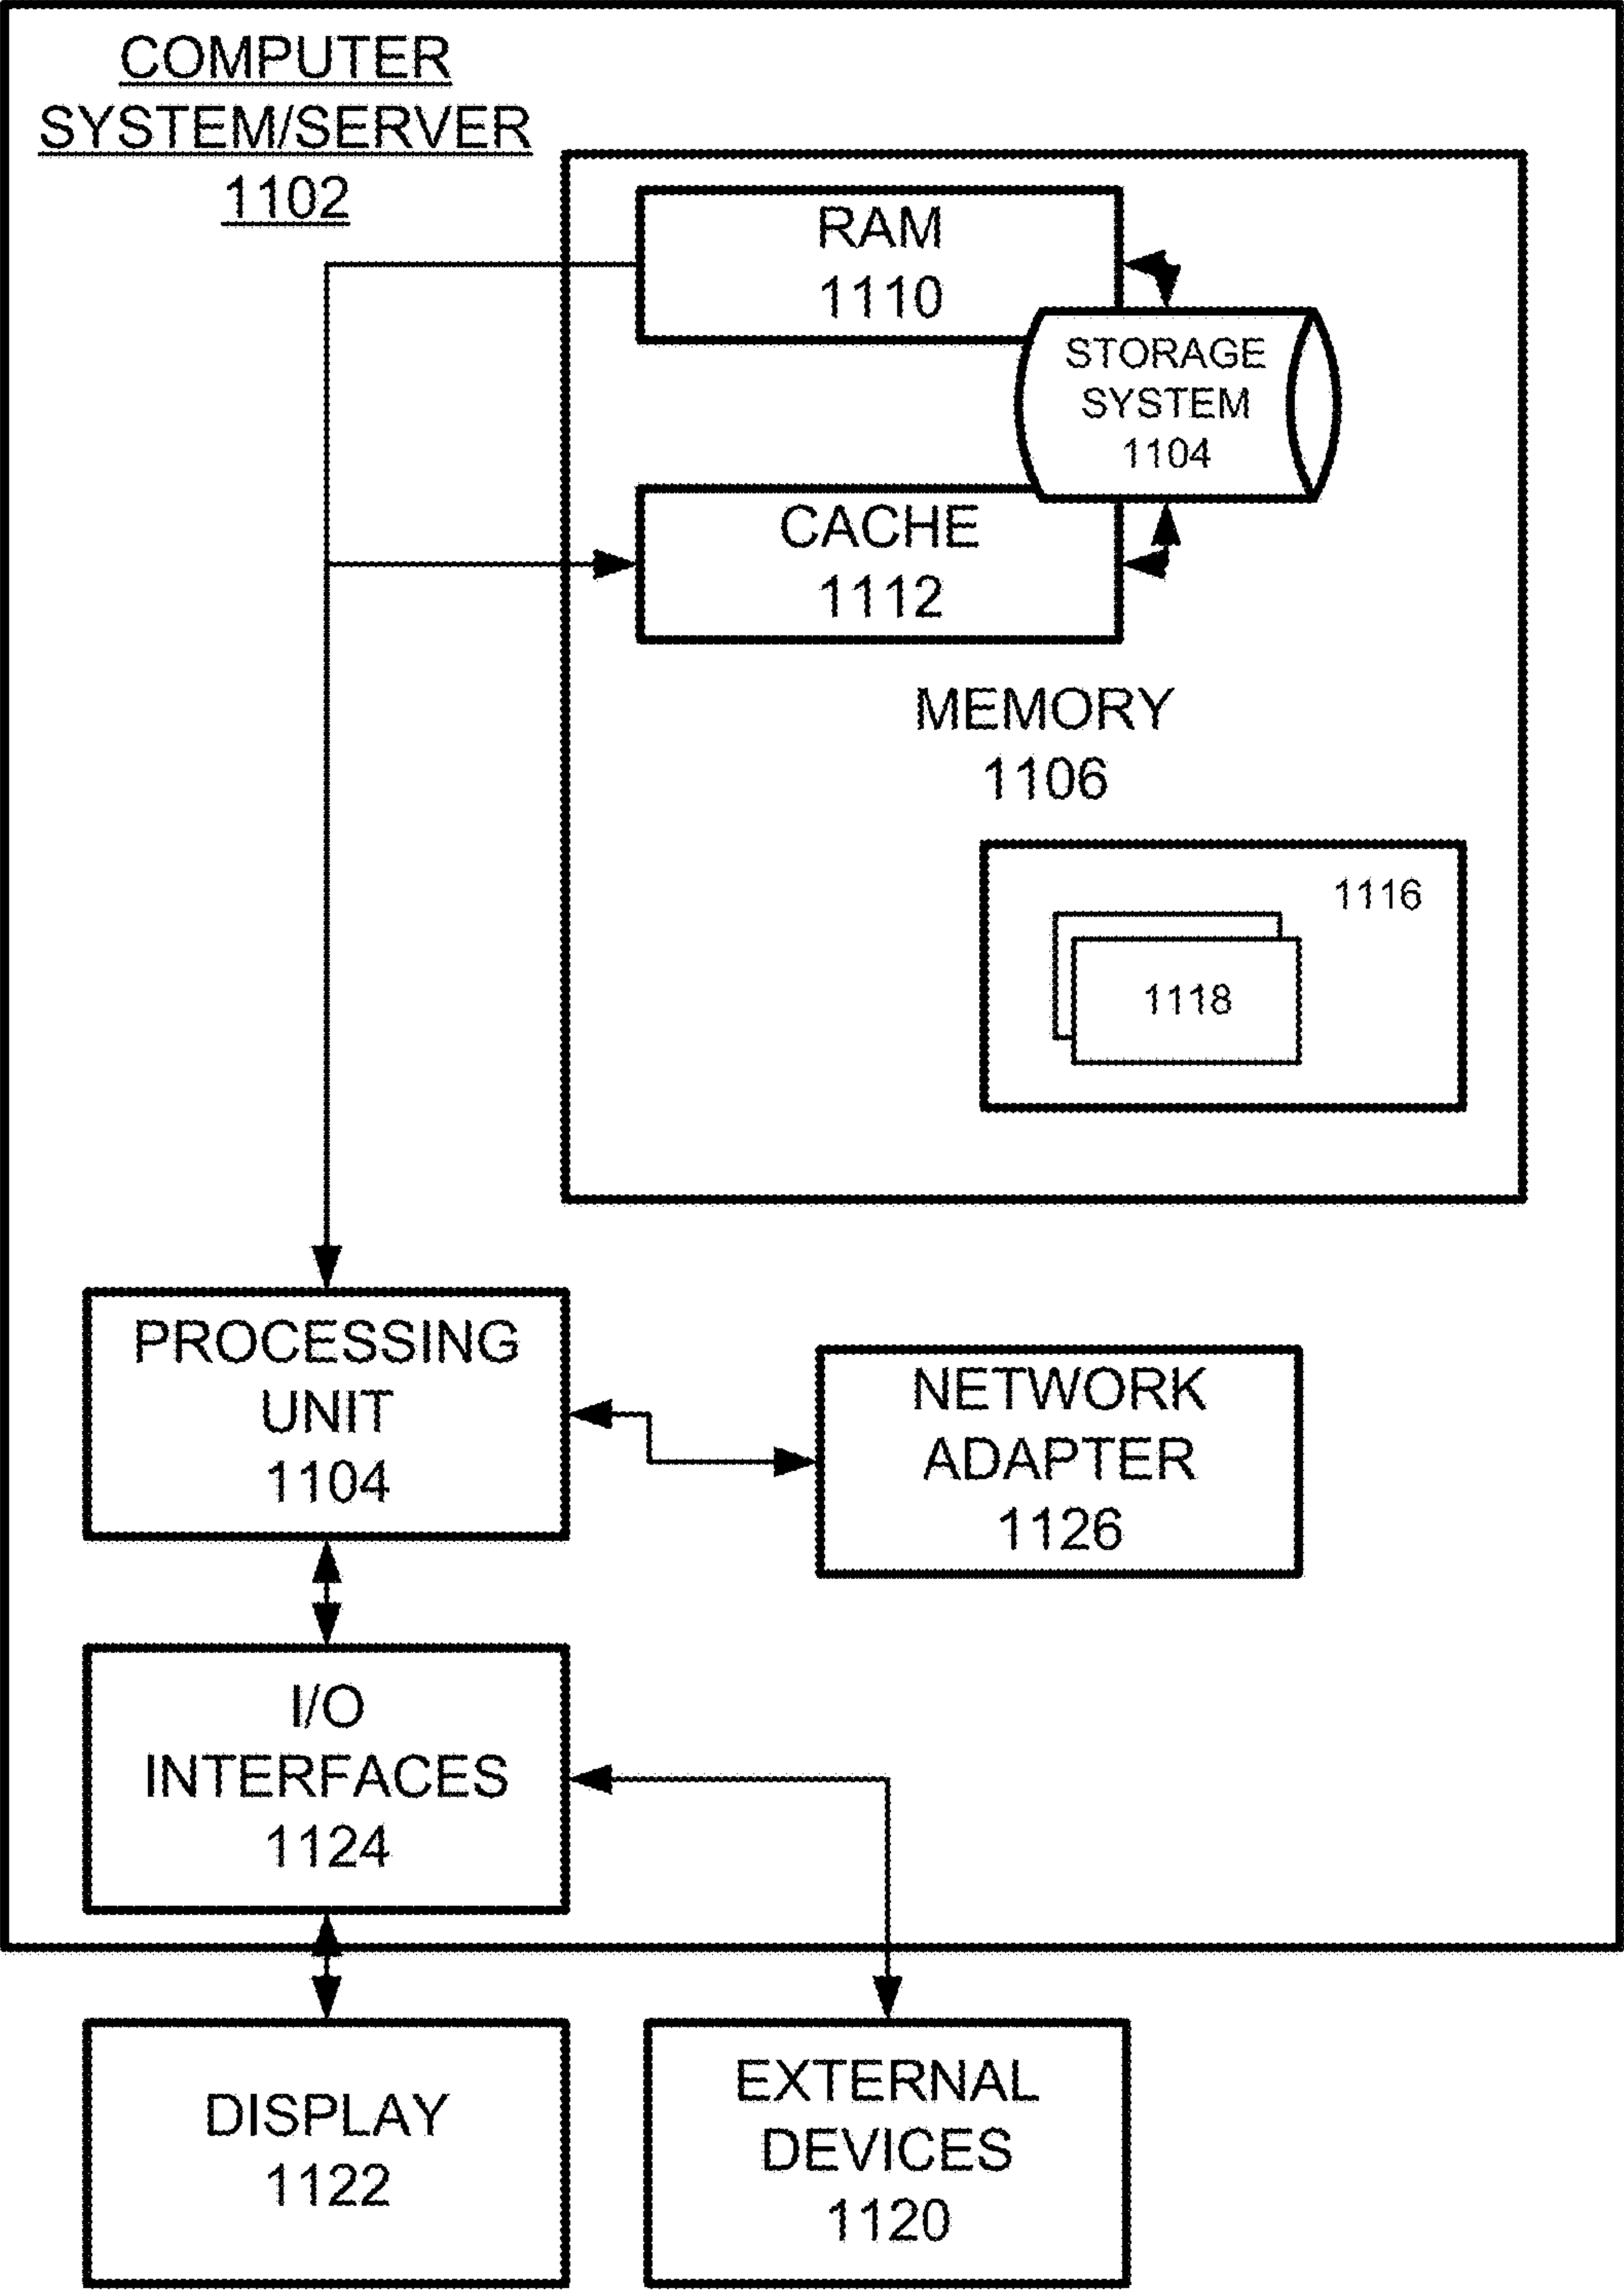 COMPUTER
SYSTEM/SERVER
1102
RAM
1110
STORAGE
SYSTEM
1104
CACHE
1112
MEMORY
1106
1116
1118
PROCESSING
UNIT
1104
NETWORK
ADAPTER
1126
I/O
INTERFACES
1124
DISPLAY
1122
EXTERNAL
DEVICES
1120